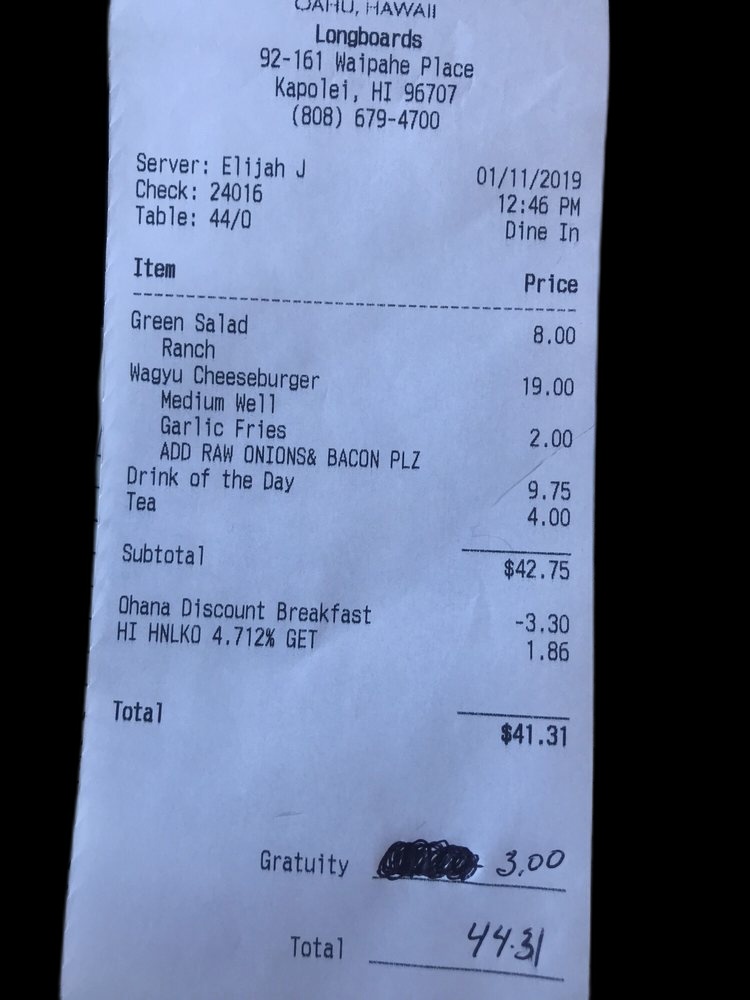 OAHU, HAWAII
Longboards
92-161 Waipahe Place
Kapolei, HI 96707
(808) 679-4700
Server: Elijah J 01/11/2019
Check: 24016 12:46 PM
Table: 44/0 Dine In
Item Price
Green Salad 8.00
Ranch
Wagyu Cheeseburger 19.00
Medium Well
Garlic Fries 2.00
ADD RAW ONIONS& BACON PLZ
Drink of the Day 9.75
Tea 4.00
Subtotal $42.75
Ohana Discount Breakfast -3.30
HI HNLKO 4.712% GET 1.86
Total $41.31
Gratuity 3.00
Total 44.31